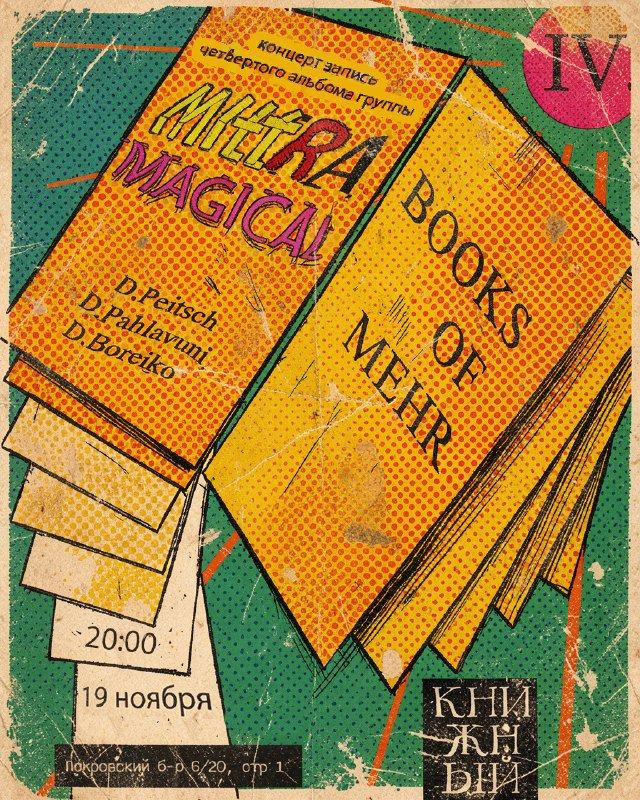 концерт запись
четвертого альбома группы
MITTRA
MAGICAL
IV.
D.Peitsch
D.Pahlavuni
D.Boreiko
BOOKS
OF
MEHR
20:00
19 ноября
Покровский б-р 6/20, стр 1
КНИ
ЖН
ЫЙ